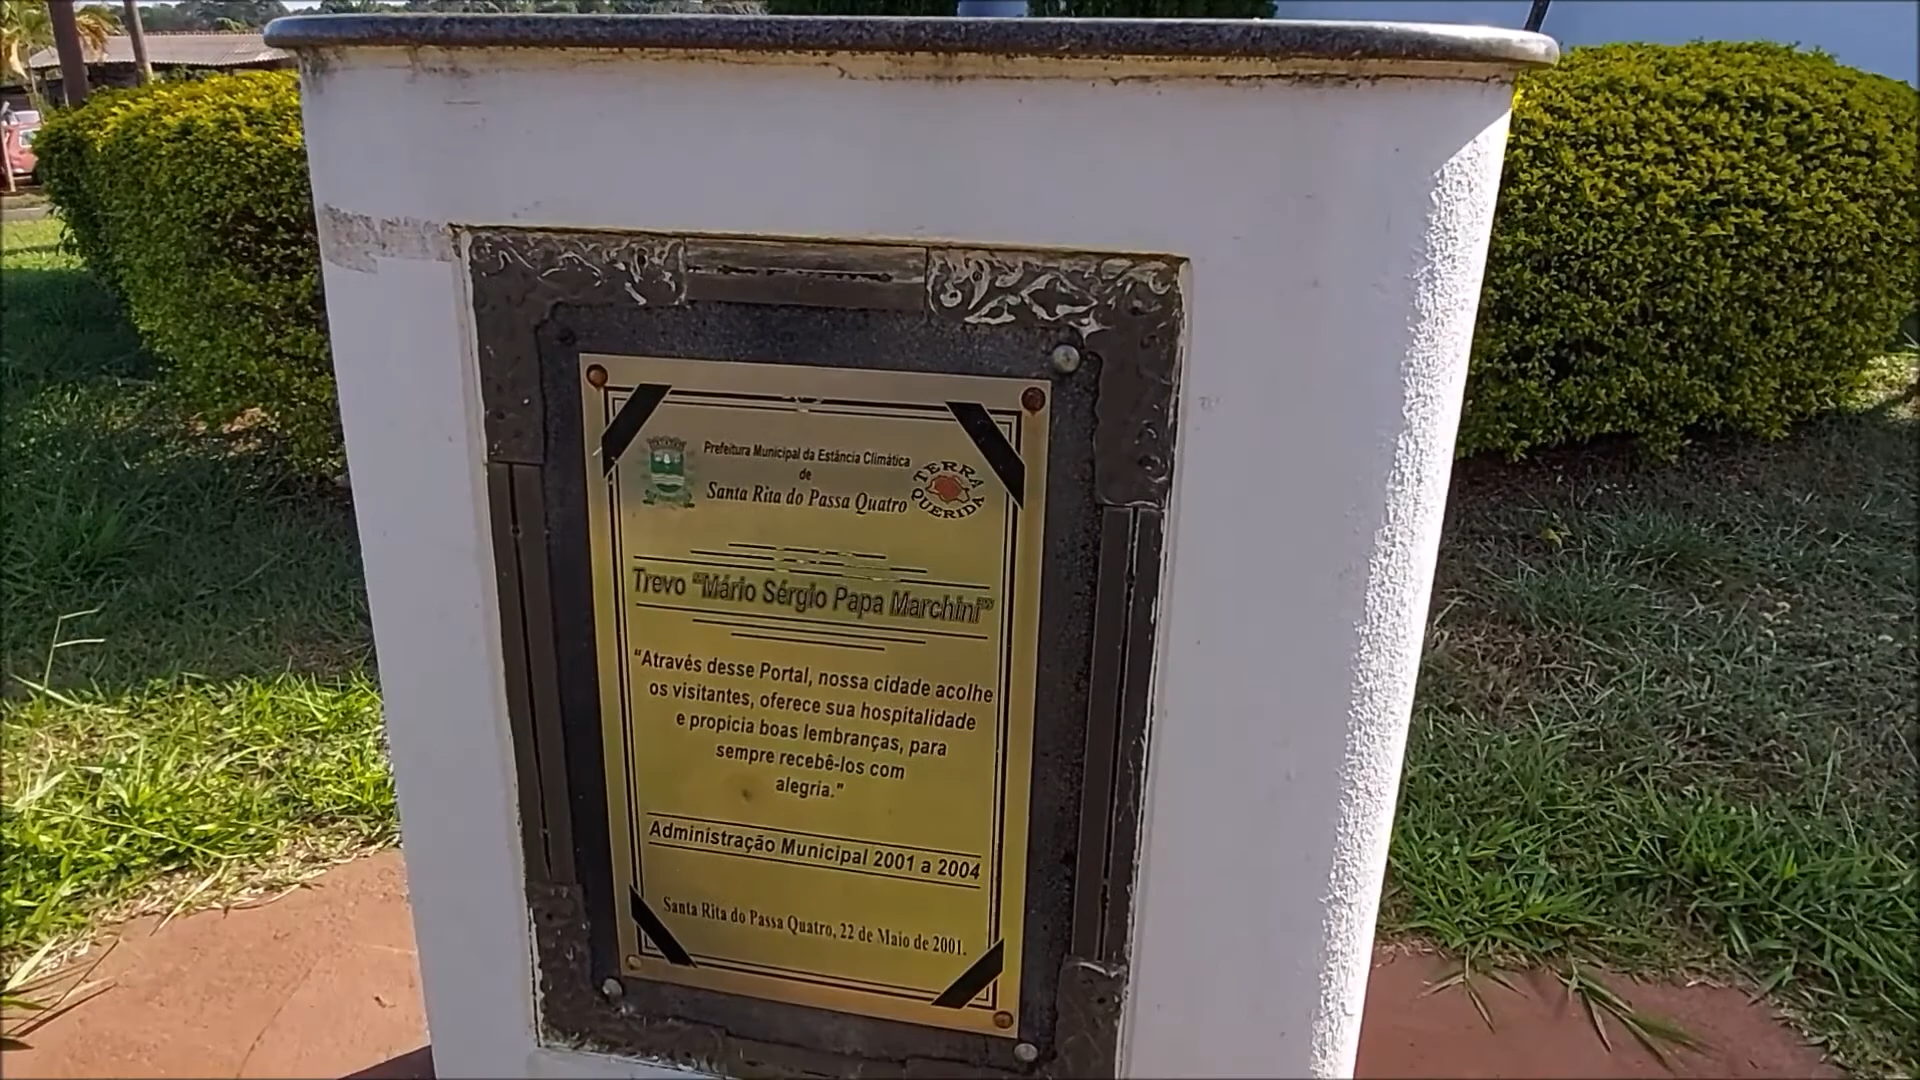 Prefeitura Municipal da Estância Climática
de
Santa Rita do Passa Quatro
TERRA QUERIDA
Trevo “Mário Sérgio Papa Marchini”
“Através desse Portal, nossa cidade acolhe
os visitantes, oferece sua hospitalidade
e propicia boas lembranças, para
sempre recebê-los com
alegria.”
Administração Municipal 2001 a 2004
Santa Rita do Passa Quatro, 22 de Maio de 2001.